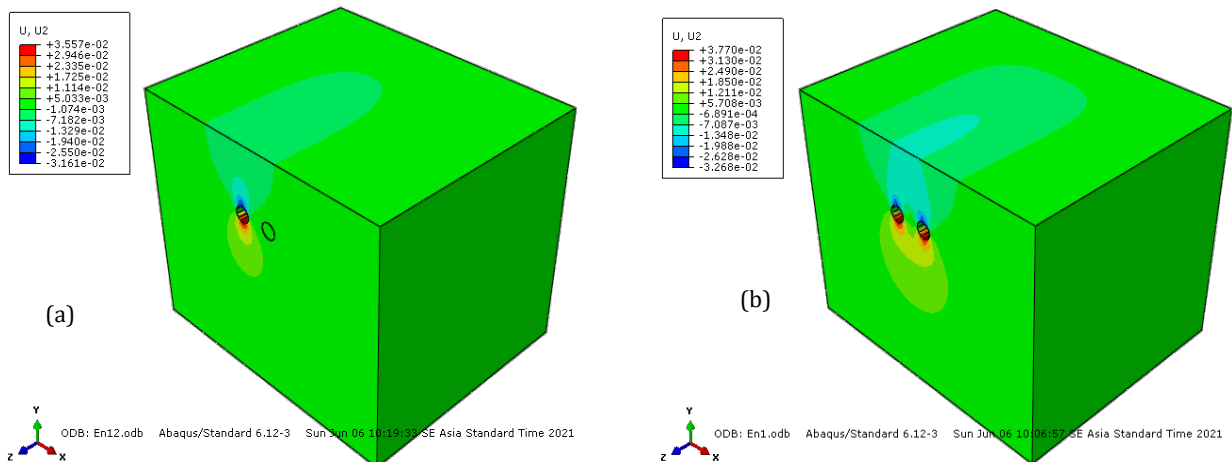 U, U2
+3.557e-02
+2.946e-02
+2.335e-02
+1.725e-02
+1.114e-02
+5.033e-03
-1.074e-03
-7.182e-03
-1.329e-02
-1.940e-02
-2.550e-02
-3.161e-02
(a)
Y
Z
X
ODB: En12.odb Abaqus/Standard 6.12-3 Sun Jun 06 10:19:33 SE Asia Standard Time 2021
U, U2
+3.770e-02
+3.130e-02
+2.490e-02
+1.850e-02
+1.211e-02
+5.708e-03
-6.891e-04
-7.087e-03
-1.348e-02
-1.988e-02
-2.628e-02
-3.268e-02
(b)
Y
Z
X
ODB: En1.odb Abaqus/Standard 6.12-3 Sun Jun 06 10:06:57 SE Asia Standard Time 2021